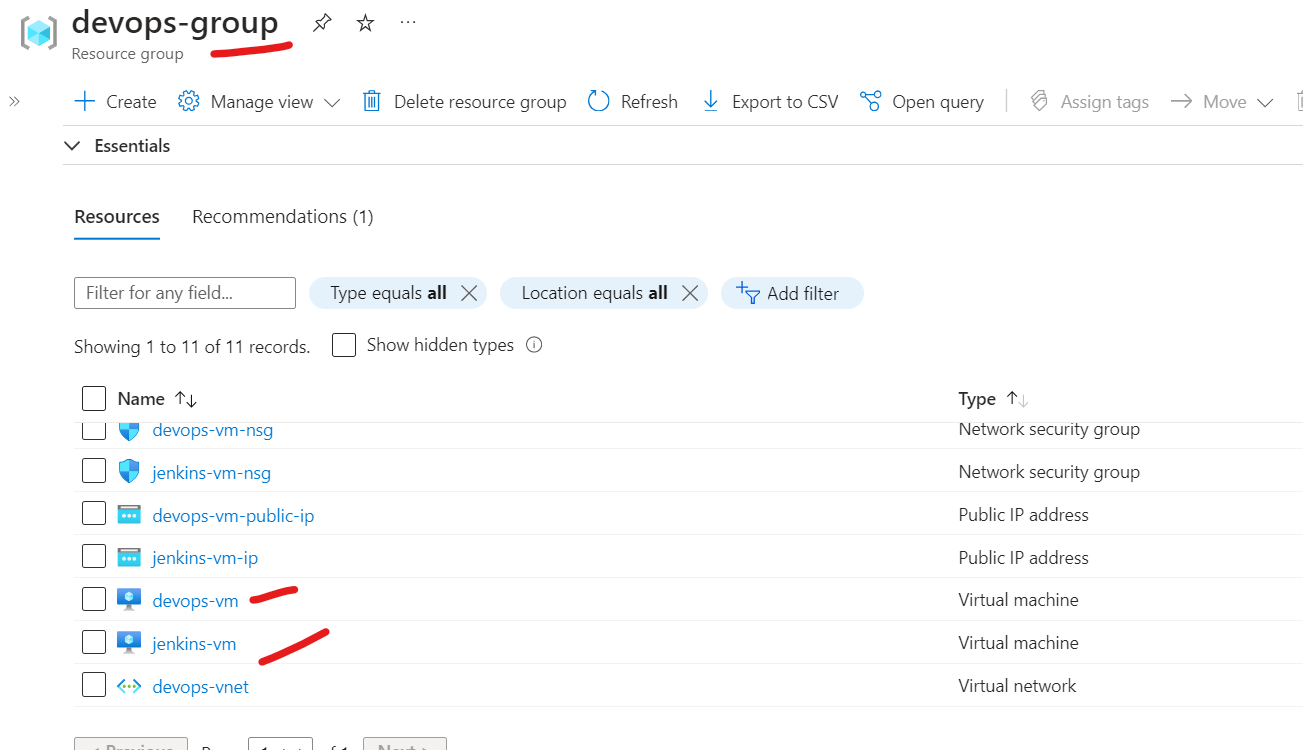 devops-group
Resource group
Create Manage view Delete resource group Refresh Export to CSV Open query Assign tags Move
Essentials
Resources Recommendations (1)
Filter for any field... Type equals all Location equals all Add filter
Showing 1 to 11 of 11 records. Show hidden types
Name Type
devops-vm-nsg Network security group
jenkins-vm-nsg Network security group
devops-vm-public-ip Public IP address
jenkins-vm-ip Public IP address
devops-vm Virtual machine
jenkins-vm Virtual machine
devops-vnet Virtual network
< Previous